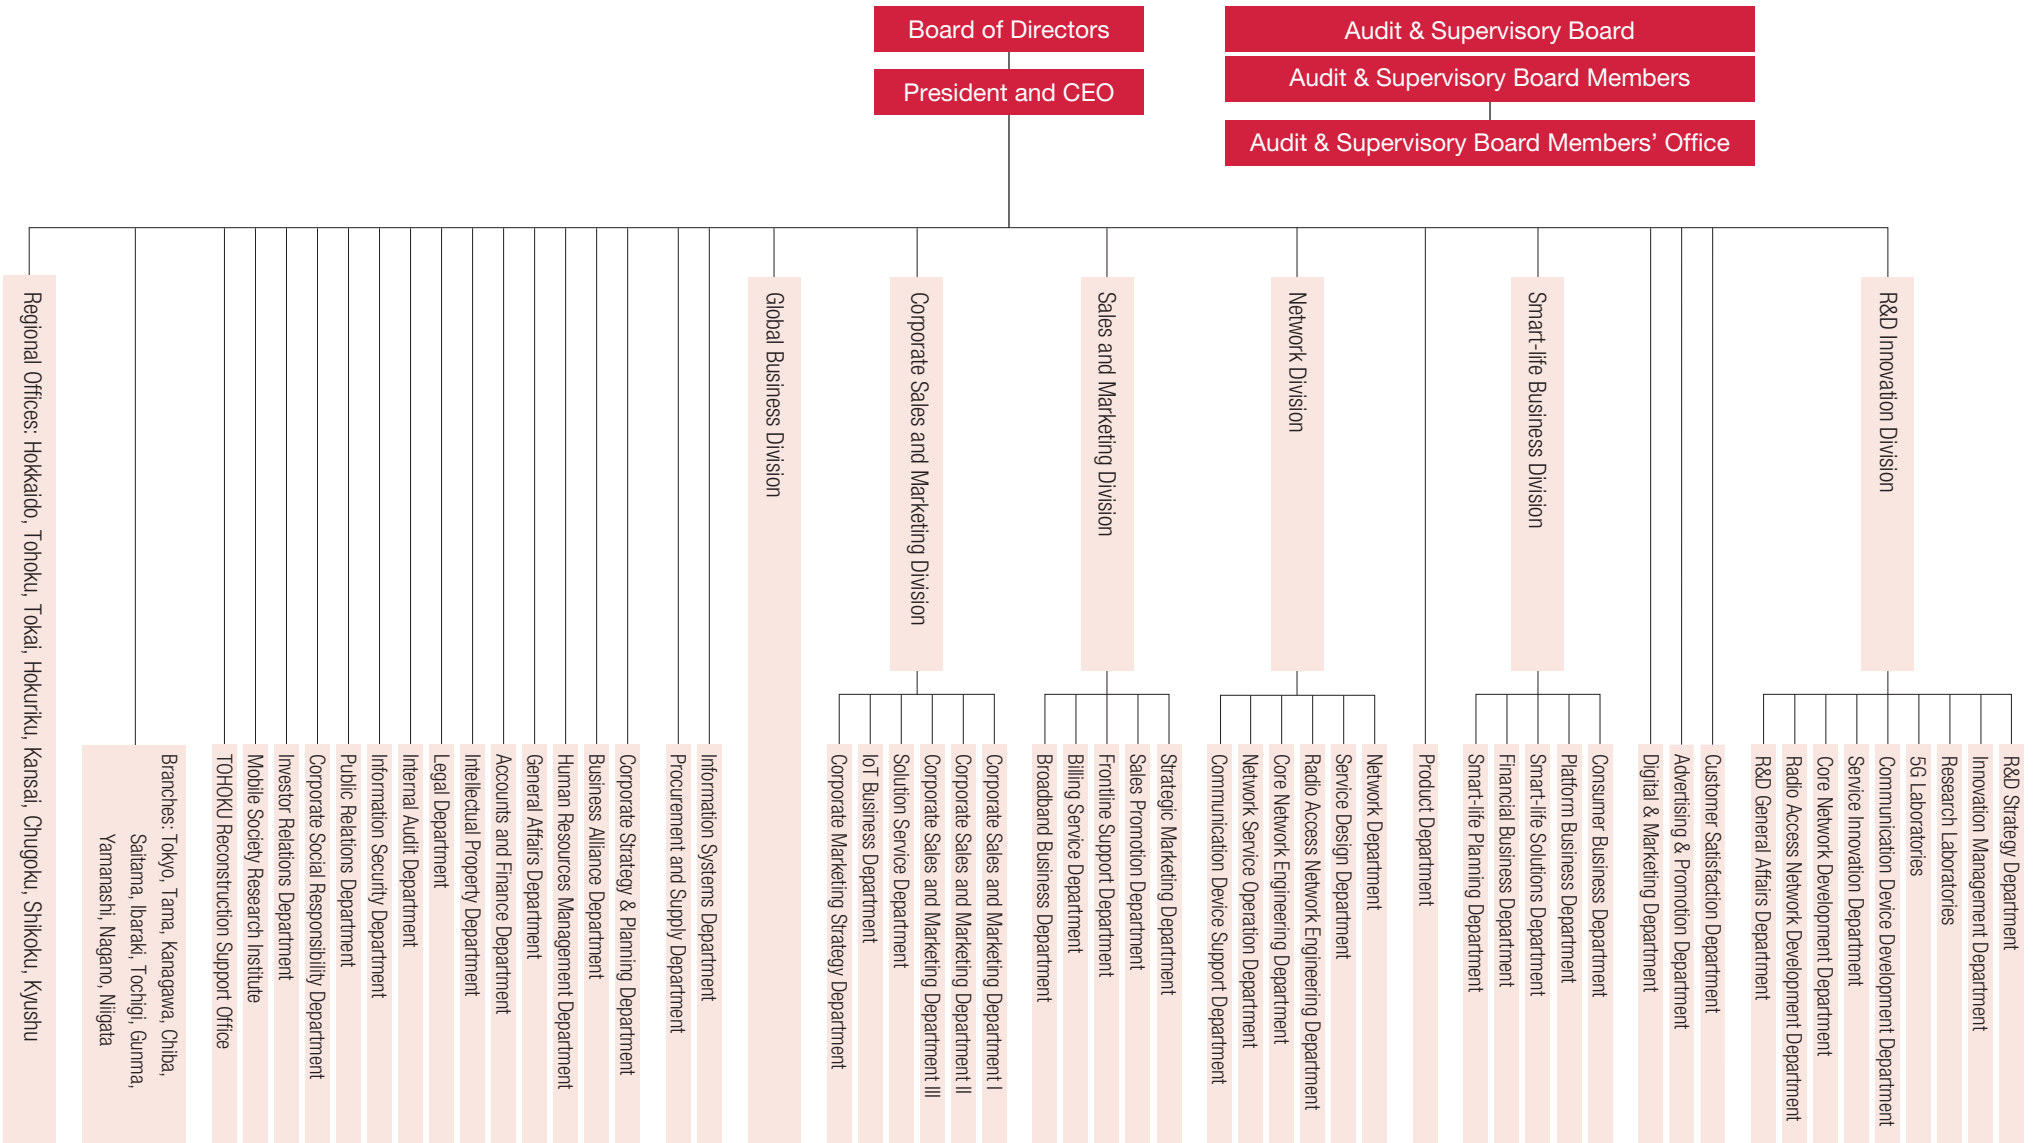 Board of Directors
President and CEO
Audit & Supervisory Board
Audit & Supervisory Board Members
Audit & Supervisory Board Members’ Office
R&D Innovation Division
R&D Strategy Department
Innovation Management Department
Research Laboratories
5G Laboratories
Communication Device Development Department
Service Innovation Department
Core Network Development Department
Radio Access Network Development Department
R&D General Affairs Department
Customer Satisfaction Department
Advertising & Promotion Department
Digital & Marketing Department
Smart-life Business Division
Consumer Business Department
Platform Business Department
Smart-life Solutions Department
Financial Business Department
Smart-life Planning Department
Product Department
Network Division
Network Department
Service Design Department
Radio Access Network Engineering Department
Core Network Engineering Department
Network Service Operation Department
Communication Device Support Department
Sales and Marketing Division
Strategic Marketing Department
Sales Promotion Department
Frontline Support Department
Billing Service Department
Broadband Business Department
Corporate Sales and Marketing Division
Corporate Sales and Marketing Department I
Corporate Sales and Marketing Department II
Corporate Sales and Marketing Department III
Solution Service Department
IoT Business Department
Corporate Marketing Strategy Department
Global Business Division
Information Systems Department
Procurement and Supply Department
Corporate Strategy & Planning Department
Business Alliance Department
Human Resources Management Department
General Affairs Department
Accounts and Finance Department
Intellectual Property Department
Legal Department
Internal Audit Department
Information Security Department
Public Relations Department
Corporate Social Responsibility Department
Investor Relations Department
Mobile Society Research Institute
TOHOKU Reconstruction Support Office
Branches: Tokyo, Tama, Kanagawa, Chiba,
Saitama, Ibaraki, Tochigi, Gunma,
Yamanashi, Nagano, Niigata
Regional Offices: Hokkaido, Tohoku, Tokai, Hokuriku, Kansai, Chugoku, Shikoku, Kyushu